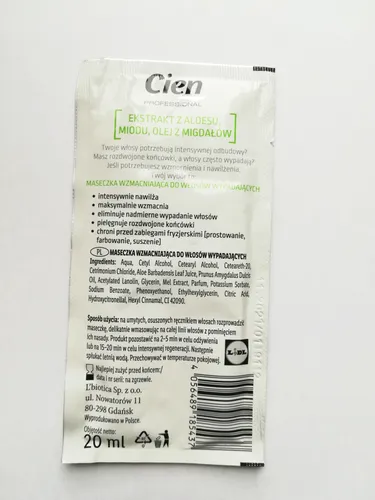 Cien
PROFESSIONAL
EKSTRAKT Z ALOESU,
MIODU, OLEJ Z MIGDAŁÓW
Twoje włosy potrzebują intensywnej odbudowy?
Masz rozdwojone końcówki, a włosy często wypadają?
Jeśli potrzebujesz wzmocnienia i nawilżenia,
Twój wybór to
MASECZKA WZMACNIAJĄCA DO WŁOSÓW WYPADAJĄCYCH
• intensywnie nawilża
• maksymalnie wzmacnia
• eliminuje nadmierne wypadanie włosów
• pielęgnuje rozdwojone końcówki
• chroni przed zabiegami fryzjerskimi [prostowanie,
farbowanie, suszenie]
PL MASECZKA WZMACNIAJĄCA DO WŁOSÓW WYPADAJĄCYCH
Ingredients: Aqua, Cetyl Alcohol, Cetearyl Alcohol, Ceteareth-20,
Cetrimonium Chloride, Aloe Barbadensis Leaf Juice, Prunus Amygdalus Dulcis
Oil, Acetylated Lanolin, Glycerin, Mel Extract, Parfum, Potassium Sorbate,
Sodium Benzoate, Phenoxyethanol, Ethylhexylglycerin, Citric Acid,
Hydroxycitronellal, Hexyl Cinnamal, CI 42090.
Sposób użycia: na umytych, osuszonych ręcznikiem włosach rozprowadzić
maseczkę, delikatnie wmasowując na całej linii włosów z pominięciem
ich nasady. Produkt pozostawić na 2-5 min w celu odżywienia
lub na 15-20 min w celu intensywnej regeneracji. Następnie
spłukać letnią wodą. Przechowywać w temperaturze pokojowej.
Najlepiej zużyć przed końcem:/
data i nr serii: na zgrzewie.
L'biotica Sp. z o.o.
ul. Nowatorów 11
80-298 Gdańsk
Wyprodukowano w Polsce
Objętość netto:
20 ml
LIDL
4 056489 185437